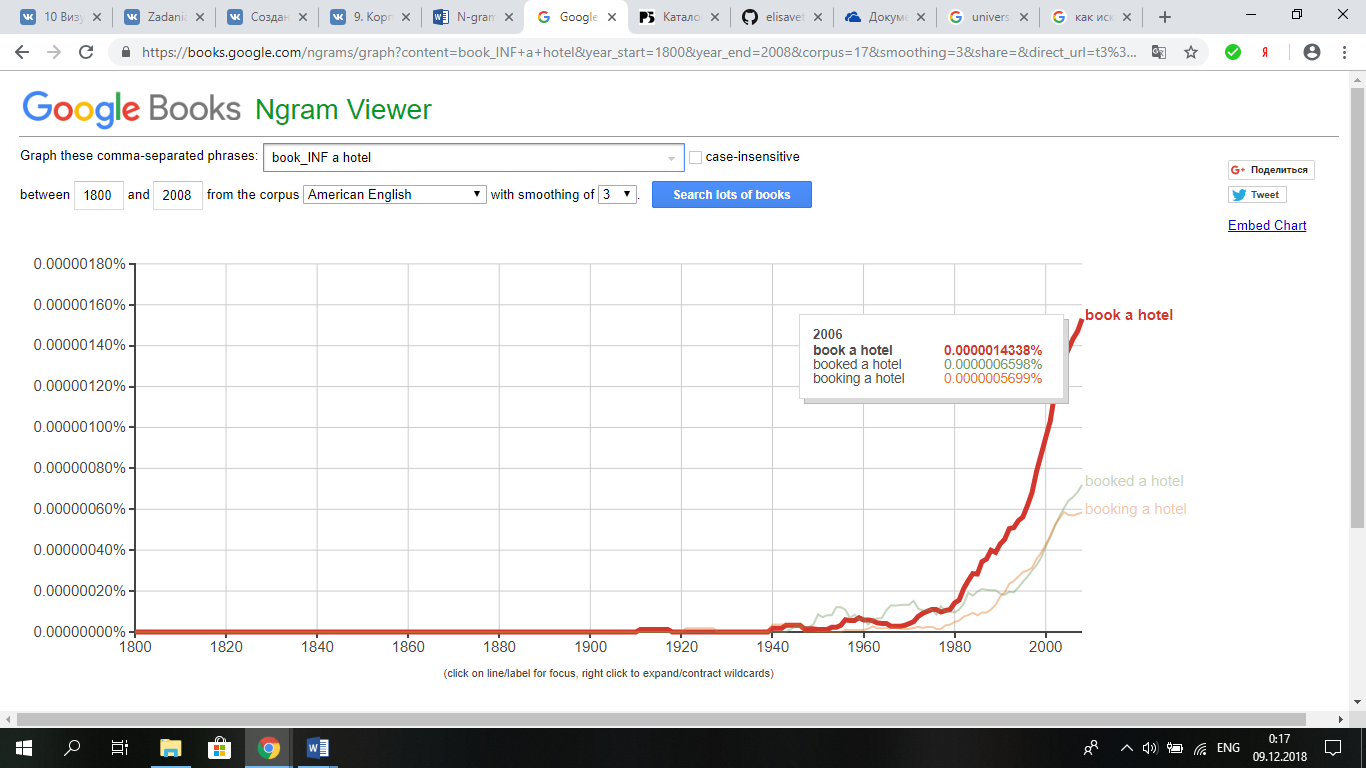 10 Визу
Zadani
Создан
9. Корп
N-gram
Google
Катало
elisavet
Докуме
univers
как иск
https://books.google.com/ngrams/graph?content=book_INF+a+hotel&year_start=1800&year_end=2008&corpus=17&smoothing=3&share=&direct_url=t3%3...
Google Books Ngram Viewer
Graph these comma-separated phrases: book_INF a hotel case-insensitive
between 1800 and 2008 from the corpus American English with smoothing of 3 . Search lots of books
G+ Поделиться
Tweet
Embed Chart
0.00000180%
0.00000160%
0.00000140%
0.00000120%
0.00000100%
0.00000080%
0.00000060%
0.00000040%
0.00000020%
0.00000000%
book a hotel
2006
book a hotel 0.0000014338%
booked a hotel 0.0000006598%
booking a hotel 0.0000005699%
booked a hotel
booking a hotel
1800 1820 1840 1860 1880 1900 1920 1940 1960 1980 2000
(click on line/label for focus, right click to expand/contract wildcards)
ENG
0:17
09.12.2018